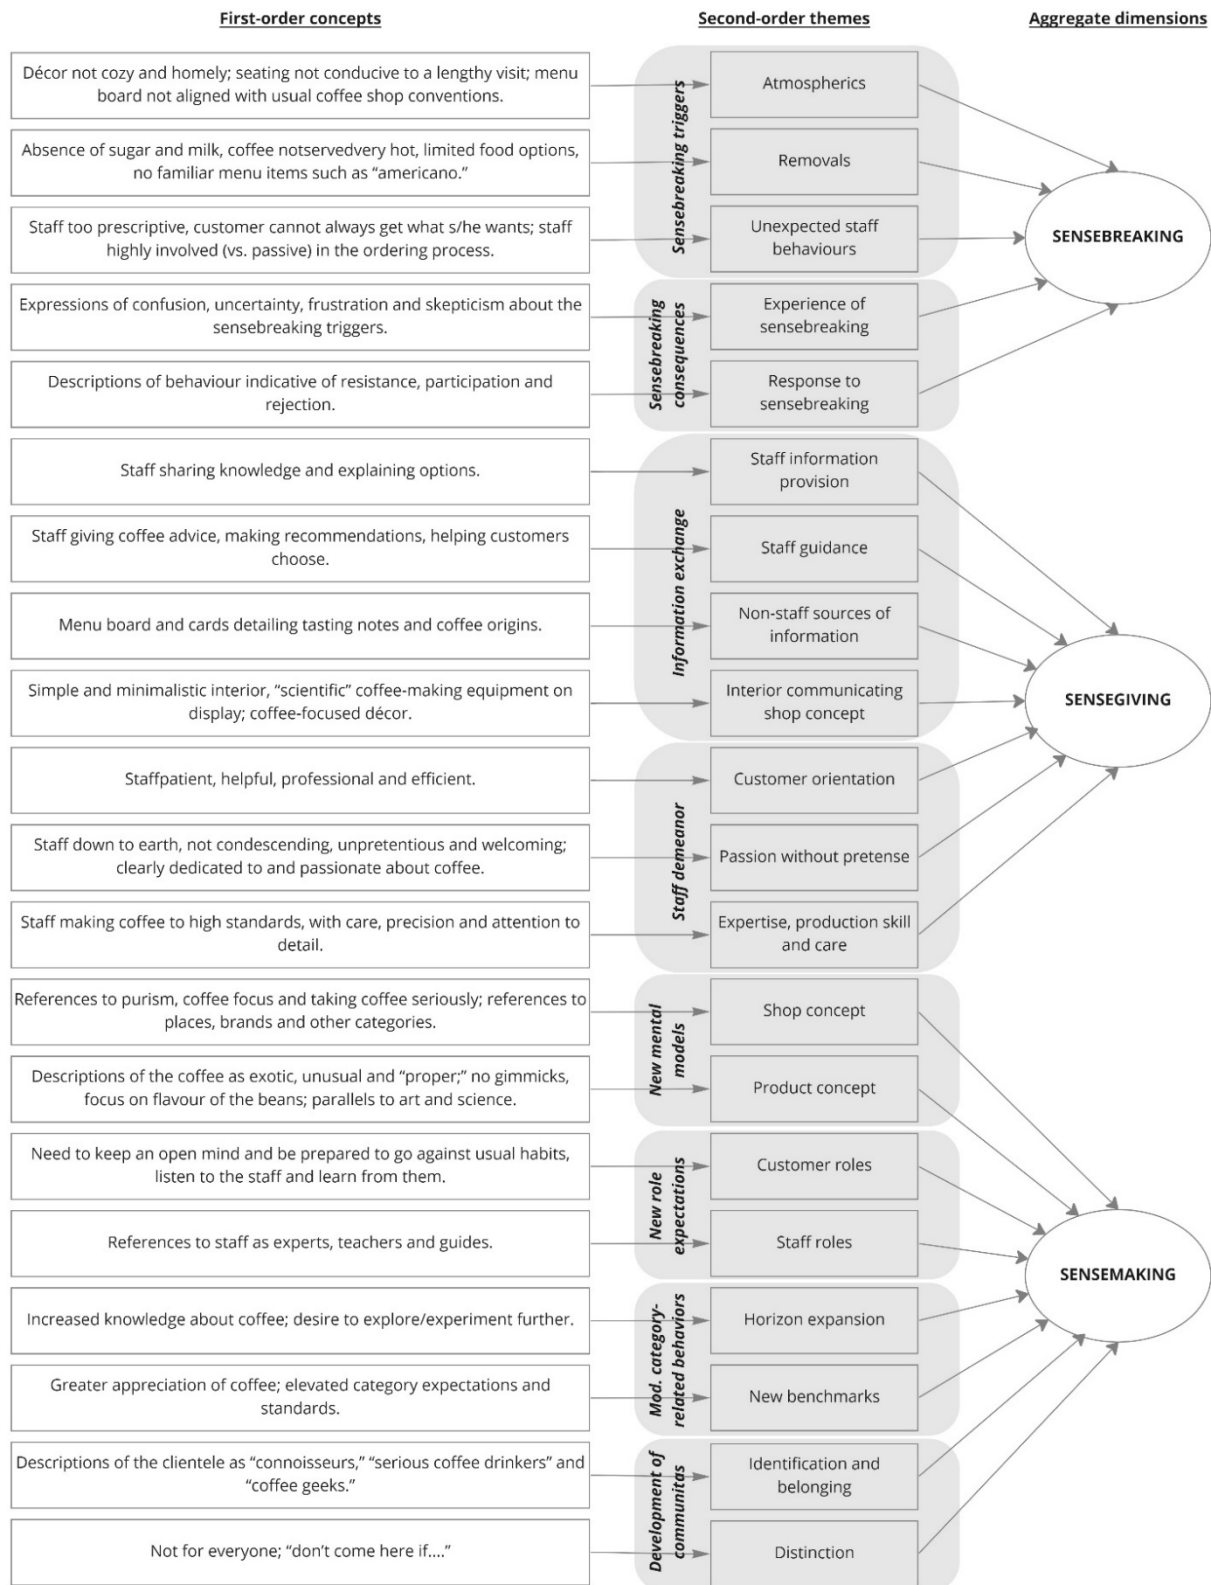 First-order concepts
Second-order themes
Aggregate dimensions
Sensebreaking triggers
Décor not cozy and homely; seating not conducive to a lengthy visit; menu
board not aligned with usual coffee shop conventions.
Atmospherics
Absence of sugar and milk, coffee notservedvery hot, limited food options,
no familiar menu items such as “americano.”
Removals
Staff too prescriptive, customer cannot always get what s/he wants; staff
highly involved (vs. passive) in the ordering process.
Unexpected staff
behaviours
SENSEBREAKING
Sensebreaking
consequences
Expressions of confusion, uncertainty, frustration and skepticism about the
sensebreaking triggers.
Experience of
sensebreaking
Descriptions of behaviour indicative of resistance, participation and
rejection.
Response to
sensebreaking
Information exchange
Staff sharing knowledge and explaining options.
Staff information
provision
Staff giving coffee advice, making recommendations, helping customers
choose.
Staff guidance
Menu board and cards detailing tasting notes and coffee origins.
Non-staff sources of
information
Simple and minimalistic interior, “scientific” coffee-making equipment on
display; coffee-focused décor.
Interior communicating
shop concept
SENSEGIVING
Staff demeanor
Staffpatient, helpful, professional and efficient.
Customer orientation
Staff down to earth, not condescending, unpretentious and welcoming;
clearly dedicated to and passionate about coffee.
Passion without pretense
Staff making coffee to high standards, with care, precision and attention to
detail.
Expertise, production skill
and care
New mental
models
References to purism, coffee focus and taking coffee seriously; references to
places, brands and other categories.
Shop concept
Descriptions of the coffee as exotic, unusual and “proper;” no gimmicks,
focus on flavour of the beans; parallels to art and science.
Product concept
New role
expectations
Need to keep an open mind and be prepared to go against usual habits,
listen to the staff and learn from them.
Customer roles
References to staff as experts, teachers and guides.
Staff roles
SENSEMAKING
Mod. category-
related behaviors
Increased knowledge about coffee; desire to explore/experiment further.
Horizon expansion
Greater appreciation of coffee; elevated category expectations and
standards.
New benchmarks
Development of
communitas
Descriptions of the clientele as “connoisseurs,” “serious coffee drinkers” and
“coffee geeks.”
Identification and
belonging
Not for everyone; “don’t come here if....”
Distinction